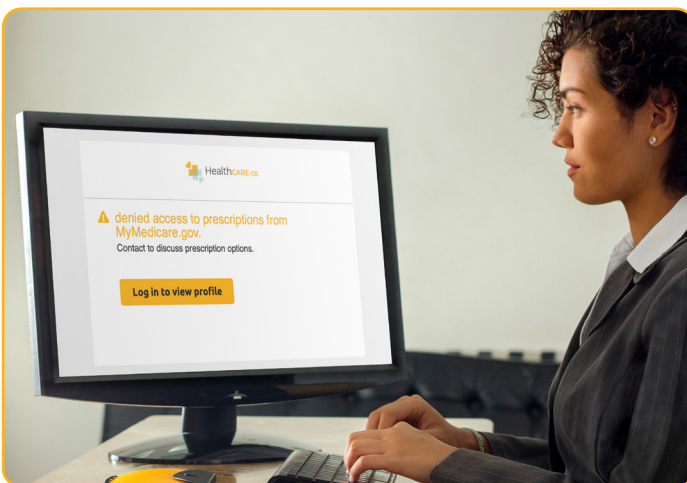 HealthCARE co
denied access to prescriptions from
MyMedicare.gov.
Contact to discuss prescription options.
Log in to view profile